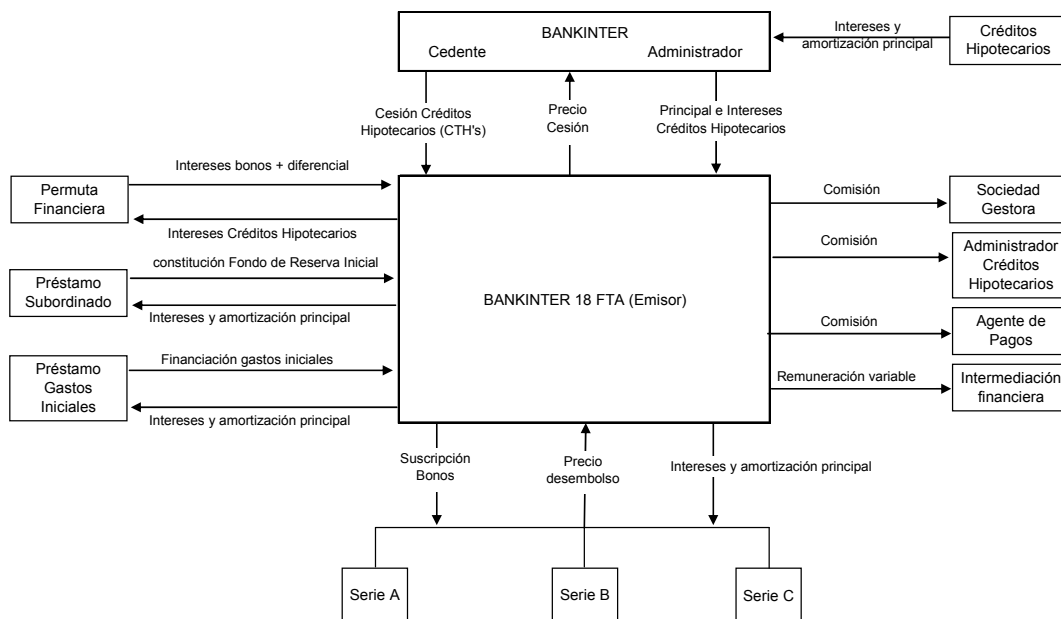 BANKINTER
Cedente
Administrador
Intereses y
amortización principal
Créditos
Hipotecarios
Cesión Créditos
Hipotecarios (CTH's)
Precio
Cesión
Principal e Intereses
Créditos Hipotecarios
Permuta
Financiera
Intereses bonos + diferencial
Intereses Créditos Hipotecarios
Préstamo
Subordinado
constitución Fondo de Reserva Inicial
Intereses y amortización principal
Préstamo
Gastos
Iniciales
Financiación gastos iniciales
Intereses y amortización principal
BANKINTER 18 FTA (Emisor)
Comisión
Sociedad
Gestora
Comisión
Administrador
Créditos
Hipotecarios
Comisión
Agente de
Pagos
Remuneración variable
Intermediación
financiera
Suscripción
Bonos
Precio
desembolso
Intereses y amortización principal
Serie A
Serie B
Serie C